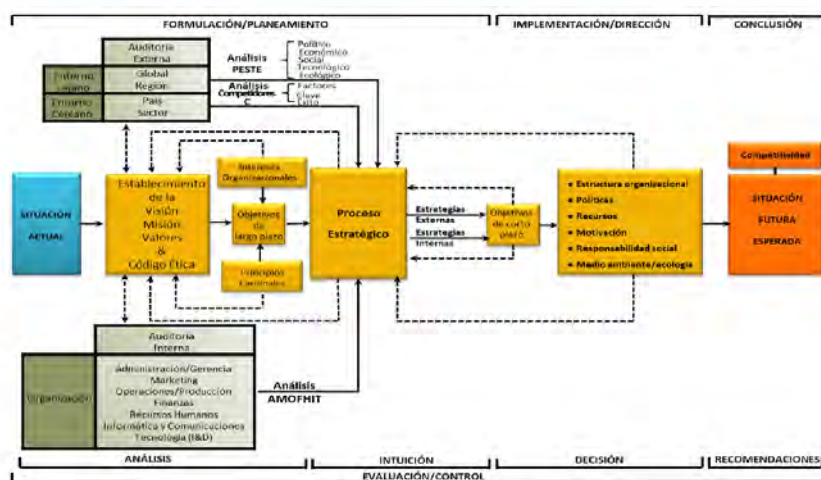 FORMULACIÓN/PLANEAMIENTO
IMPLEMENTACIÓN/DIRECCIÓN
CONCLUSIÓN
Auditoría
Externa
Entorno
Lejano
Global
Región
Entorno
Cercano
País
Sector
Análisis
PESTE
Político
Económico
Social
Tecnológico
Ecológico
Análisis
Competidores
C
Factores
Clave
Éxito
SITUACIÓN
ACTUAL
Establecimiento
de la
Visión
Misión
Valores
&
Código Ética
Intereses
Organizacionales
Objetivos
de largo plazo
Principios
Cardinales
Proceso
Estratégico
Estrategias
Externas
Estrategias
Internas
Objetivos
de corto
plazo
• Estructura organizacional
• Políticas
• Recursos
• Motivación
• Responsabilidad social
• Medio ambiente/ecología
Competitividad
SITUACIÓN
FUTURA
ESPERADA
Auditoría
Interna
Organización
Administración/Gerencia
Marketing
Operaciones/Producción
Finanzas
Recursos Humanos
Informática y Comunicaciones
Tecnología (I&D)
Análisis
AMOFHIT
ANÁLISIS
INTUICIÓN
DECISIÓN
RECOMENDACIONES
EVALUACIÓN/CONTROL